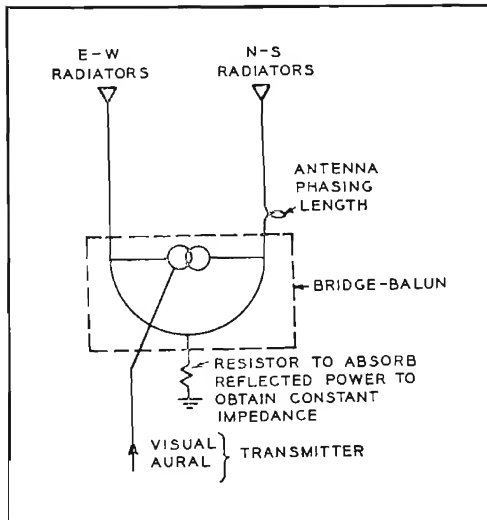 E-W
RADIATORS
N-S
RADIATORS
ANTENNA
PHASING
LENGTH
BRIDGE-BALUN
RESISTOR TO ABSORB
REFLECTED POWER TO
OBTAIN CONSTANT
IMPEDANCE
VISUAL
AURAL
TRANSMITTER